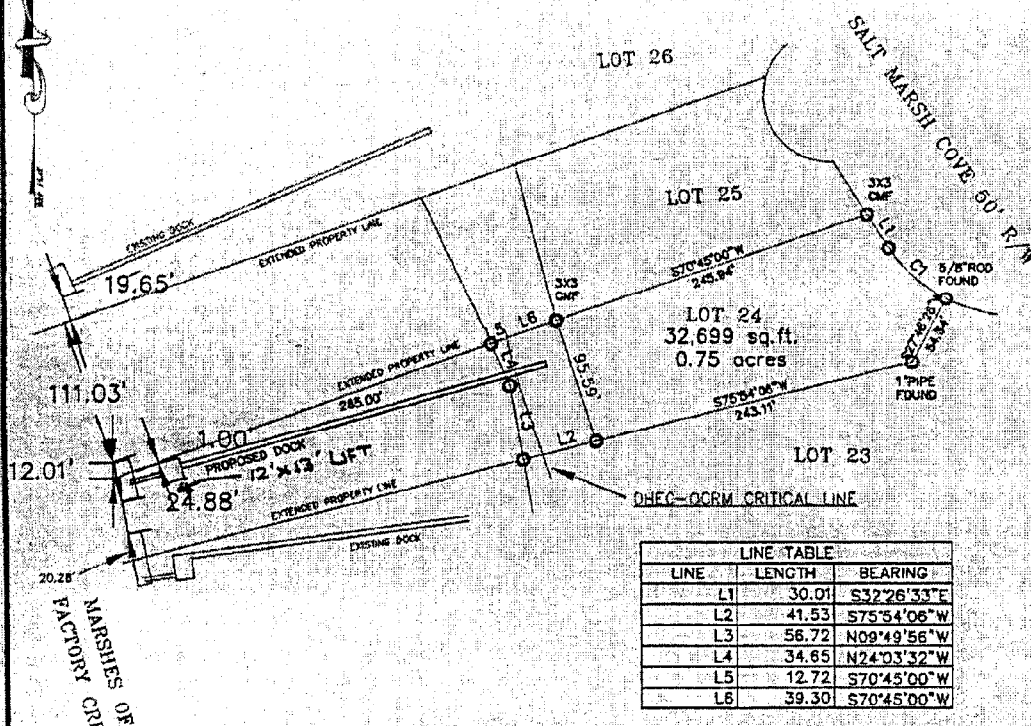 LOT 26
SALT MARSH COVE 50' R/W
LOT 25
3X3
CMF
L1
C1
5/8" ROD
FOUND
EXISTING DOCK
EXTENDED PROPERTY LINE
19.65'
S70°45'00"W
245.94'
3X3
CMF
L6
L5
L4
LOT 24
32,699 sq.ft.
0.75 acres
54.84
1" PIPE
FOUND
EXTENDED PROPERTY LINE
285.00'
95.59'
S75°54'06"W
243.11'
111.03'
1.00'
L3
L2
PROPOSED DOCK
12'x13' LIFT
12.01'
24.88'
LOT 23
EXTENDED PROPERTY LINE
DHEC-OCRM CRITICAL LINE
EXISTING DOCK
20.28'
MARSHES OF
FACTORY
LINE TABLE
LINE LENGTH BEARING
L1 30.01 S32°26'33"E
L2 41.53 S75°54'06"W
L3 56.72 N09°49'56"W
L4 34.65 N24°03'32"W
L5 12.72 S70°45'00"W
L6 39.30 S70°45'00"W